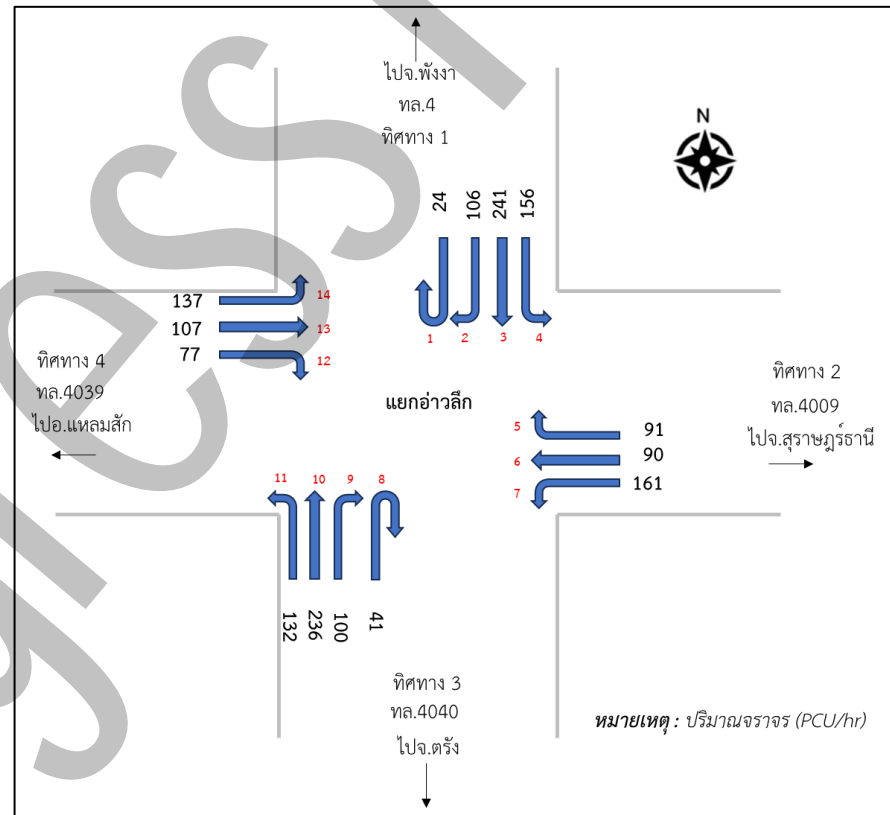 ไปจ.พังงา
ทล.4
ทิศทาง 1
N
24
106
241
156
1
2
3
4
137
107
77
14
13
12
ทิศทาง 4
ทล.4039
ไปอ.แหลมสัก
แยกอ่าวลึก
ทิศทาง 2
ทล.4009
ไปจ.สุราษฎร์ธานี
5
6
7
91
90
161
11
10
9
8
132
236
100
41
ทิศทาง 3
ทล.4040
ไปจ.ตรัง
หมายเหตุ : ปริมาณจราจร (PCU/hr)